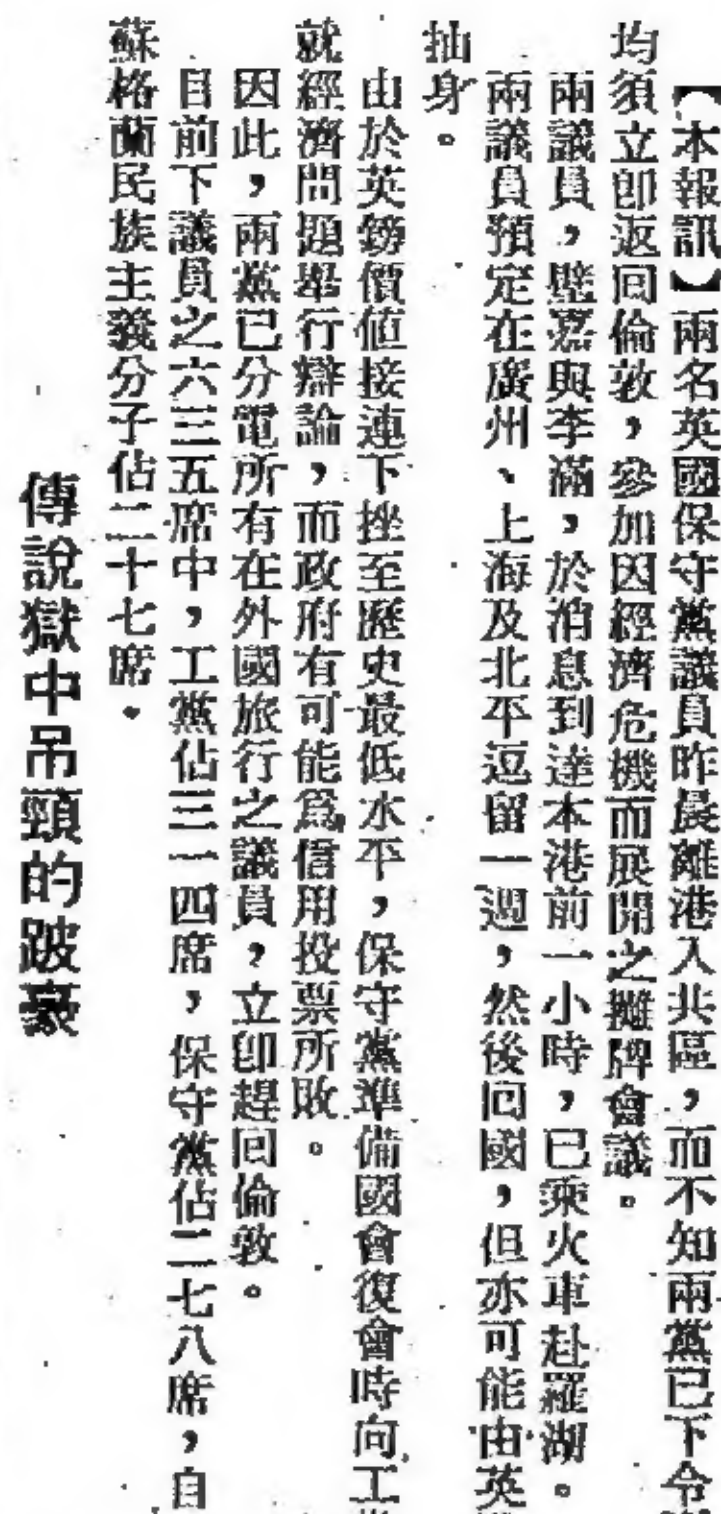 【本報訊】兩名英國保守黨議員昨晨離港入共區，而不知兩黨已下令
均須立卽返回倫敦，參加因經濟危機而展開之攤牌會議。
兩議員，壁嘉與李滿，於消息到達本港前一小時，已乘火車赴羅湖。
兩議員預定在廣州、上海及北平逗留一週，然後回國，但亦可能由英
抽身。
由於英鎊價值接連下挫至歷史最低水平，保守黨準備國會復會時向工
就經濟問題舉行辯論，而政府有可能爲信用投票所敗。
因此，兩黨已分電所有在外國旅行之議員，立卽趕回倫敦。
目前下議員之六三五席中，工黨佔三一四席，保守黨佔二七八席，自
蘇格蘭民族主義分子佔二十七席。
傳說獄中吊頸的跛豪